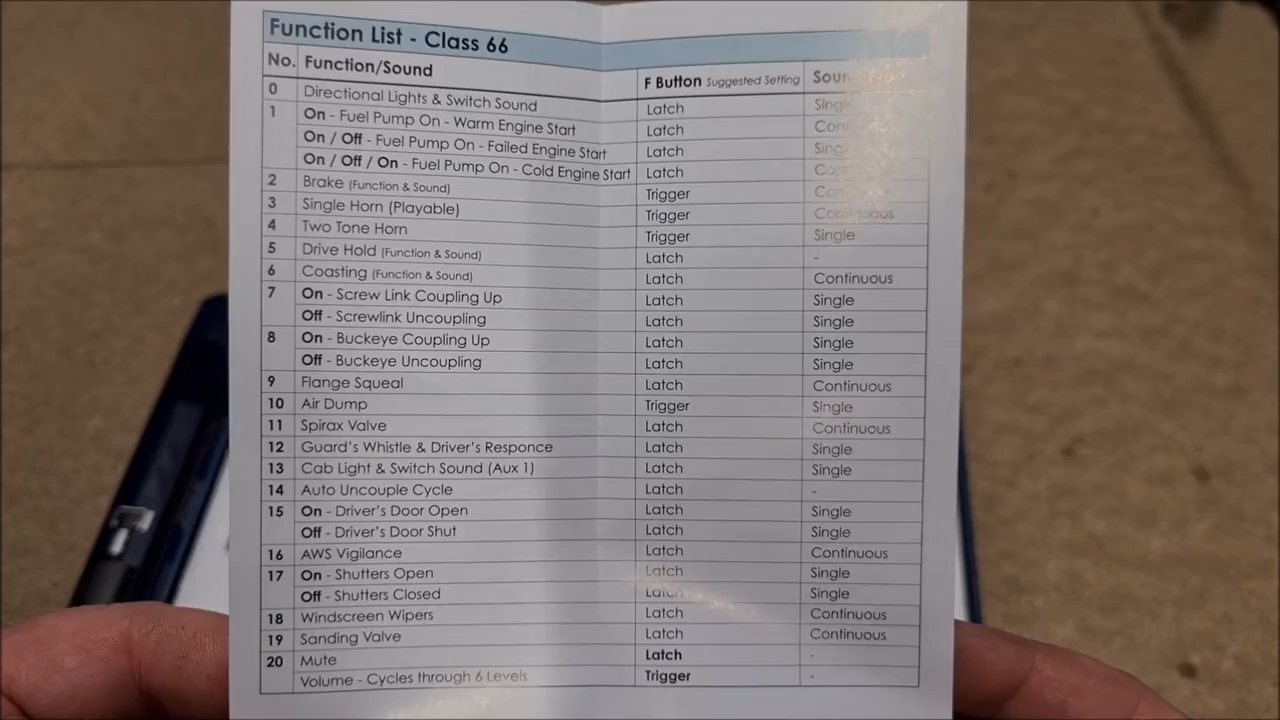 Function List - Class 66
No. Function/Sound F Button Suggested Setting
0 Directional Lights & Switch Sound Latch Single
1 On - Fuel Pump On - Warm Engine Start Latch
On / Off - Fuel Pump On - Failed Engine Start Latch
On / Off / On - Fuel Pump On - Cold Engine Start Latch
2 Brake (Function & Sound) Trigger
3 Single Horn (Playable) Trigger Continuous
4 Two Tone Horn Trigger Single
5 Drive Hold (Function & Sound) Latch -
6 Coasting (Function & Sound) Latch Continuous
7 On - Screw Link Coupling Up Latch Single
Off - Screwlink Uncoupling Latch Single
8 On - Buckeye Coupling Up Latch Single
Off - Buckeye Uncoupling Latch Single
9 Flange Squeal Latch Continuous
10 Air Dump Trigger Single
11 Spirax Valve Latch Continuous
12 Guard's Whistle & Driver's Responce Latch Single
13 Cab Light & Switch Sound (Aux 1) Latch Single
14 Auto Uncouple Cycle Latch -
15 On - Driver's Door Open Latch Single
Off - Driver's Door Shut Latch Single
16 AWS Vigilance Latch Continuous
17 On - Shutters Open Latch Single
Off - Shutters Closed Latch Single
18 Windscreen Wipers Latch Continuous
19 Sanding Valve Latch Continuous
20 Mute Latch -
Volume - Cycles through 6 Levels Trigger -